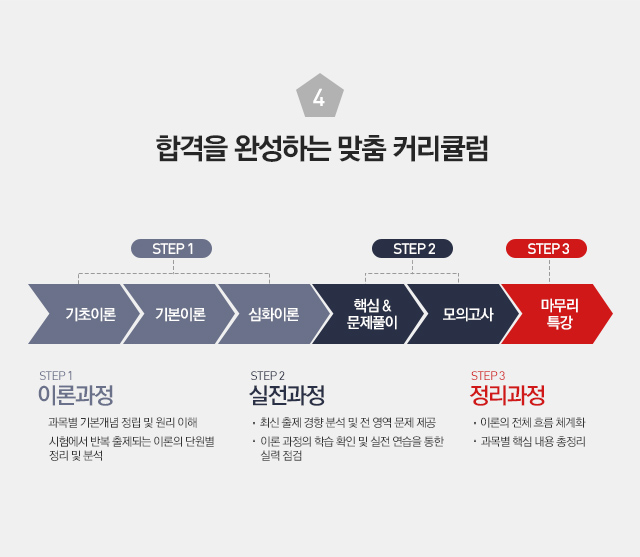 4
합격을 완성하는 맞춤 커리큘럼
STEP 1
STEP 2
STEP 3
기초이론
기본이론
심화이론
핵심 &
문제풀이
모의고사
마무리
특강
STEP 1
이론과정
과목별 기본개념 정립 및 원리 이해
시험에서 반복 출제되는 이론의 단원별
정리 및 분석
STEP 2
실전과정
· 최신 출제 경향 분석 및 전 영역 문제 제공
· 이론 과정의 학습 확인 및 실전 연습을 통한
실력 점검
STEP 3
정리과정
· 이론의 전체 흐름 체계화
· 과목별 핵심 내용 총정리